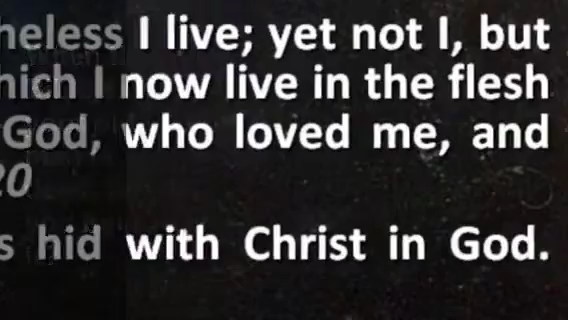 heless I live; yet not I, but
hich I now live in the flesh
God, who loved me, and
20
s hid with Christ in God.